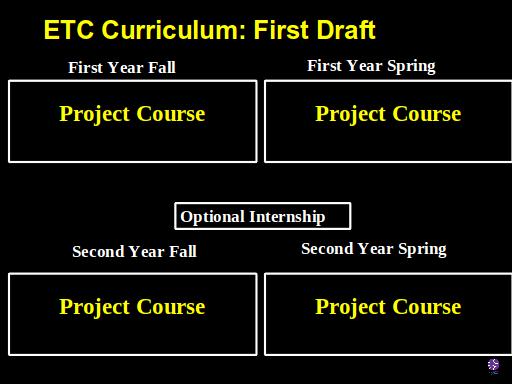 ETC Curriculum: First Draft
First Year Fall
First Year Spring
Project Course
Project Course
Optional Internship
Second Year Fall
Second Year Spring
Project Course
Project Course